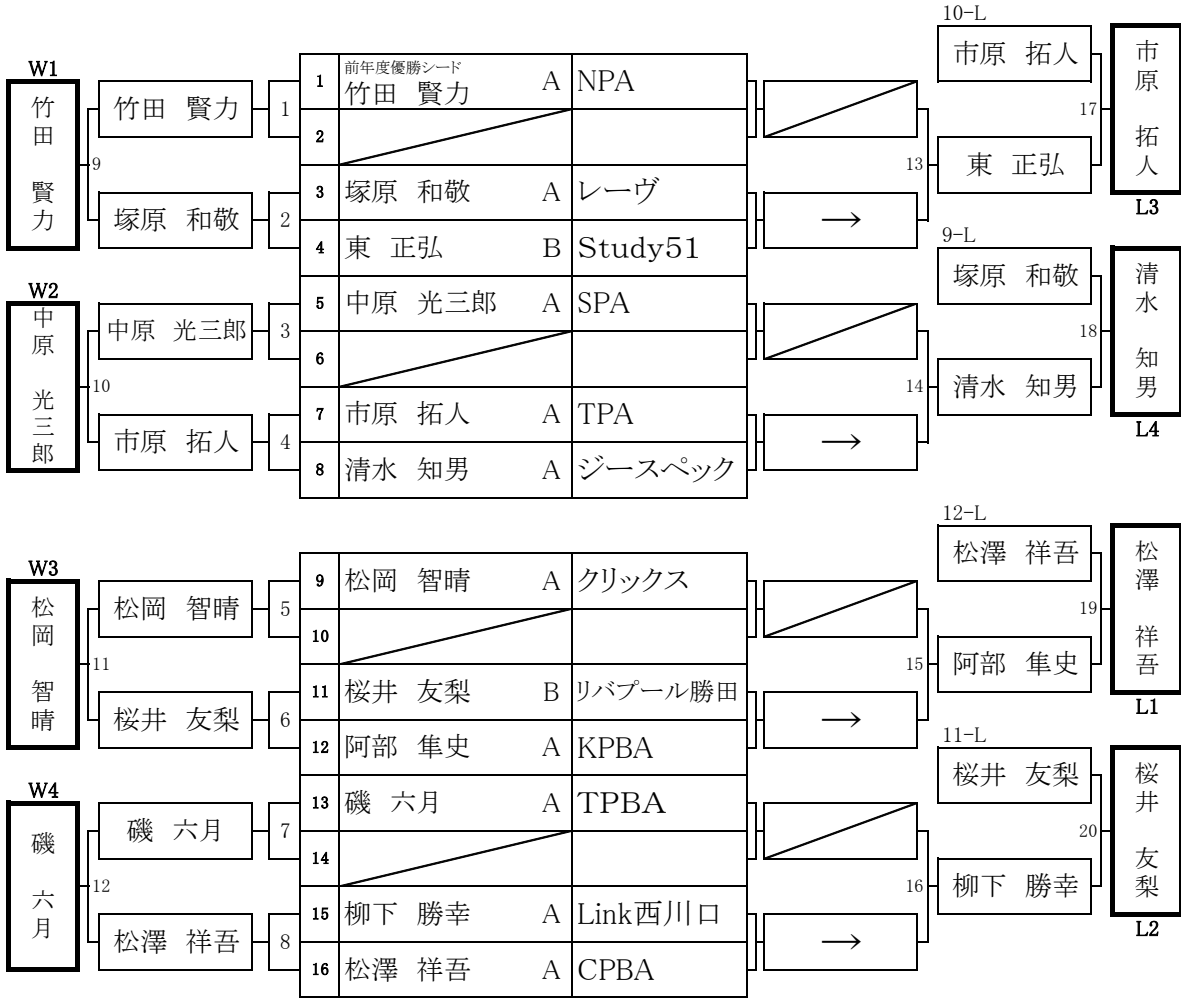 10-L
市原 拓人
市原 拓人
17
東 正弘
13
L3
W1
竹田 賢力
竹田 賢力
1
9
塚原 和敬
2
1 前年度優勝シード 竹田 賢力 A NPA
2
3 塚原 和敬 A レーヴ
4 東 正弘 B Study51
→
9-L
塚原 和敬
清水 知男
18
清水 知男
14
L4
W2
中原 光三郎
中原 光三郎
3
10
市原 拓人
4
5 中原 光三郎 A SPA
6
7 市原 拓人 A TPA
8 清水 知男 A ジースペック
→
12-L
松澤 祥吾
松澤 祥吾
19
阿部 隼史
15
L1
W3
松岡 智晴
松岡 智晴
5
11
桜井 友梨
6
9 松岡 智晴 A クリックス
10
11 桜井 友梨 B リバプール勝田
12 阿部 隼史 A KPBA
→
11-L
桜井 友梨
桜井 友梨
20
柳下 勝幸
16
L2
W4
磯 六月
磯 六月
7
12
松澤 祥吾
8
13 磯 六月 A TPBA
14
15 柳下 勝幸 A Link西川口
16 松澤 祥吾 A CPBA
→